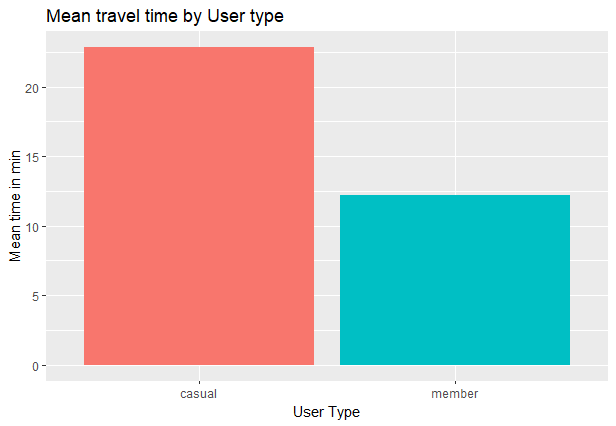 Mean travel time by User type
Mean time in min
20
15
10
5
0
casual member
User Type